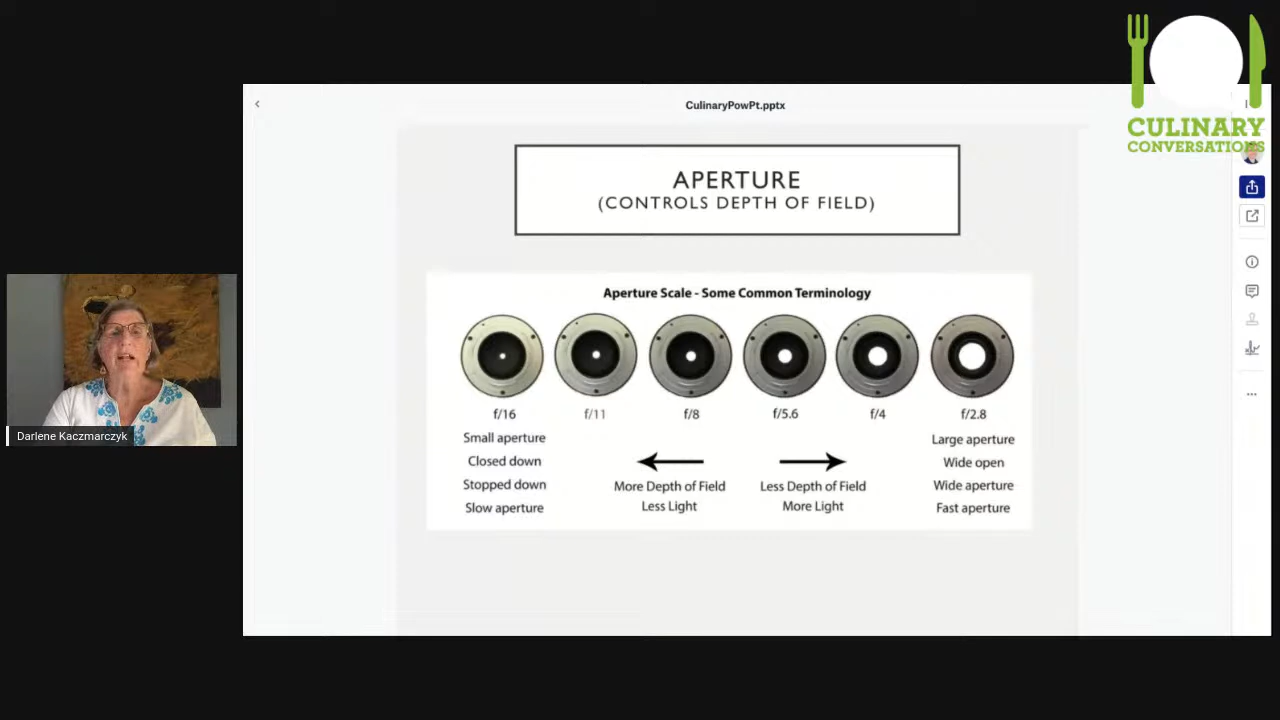 CULINARY
CONVERSATIONS
CulinaryPowPt.pptx
APERTURE
(CONTROLS DEPTH OF FIELD)
Aperture Scale - Some Common Terminology
f/16
f/11
f/8
f/5.6
f/4
f/2.8
Small aperture
Closed down
Stopped down
Slow aperture
More Depth of Field
Less Light
Less Depth of Field
More Light
Large aperture
Wide open
Wide aperture
Fast aperture
Darlene Kaczmarczyk